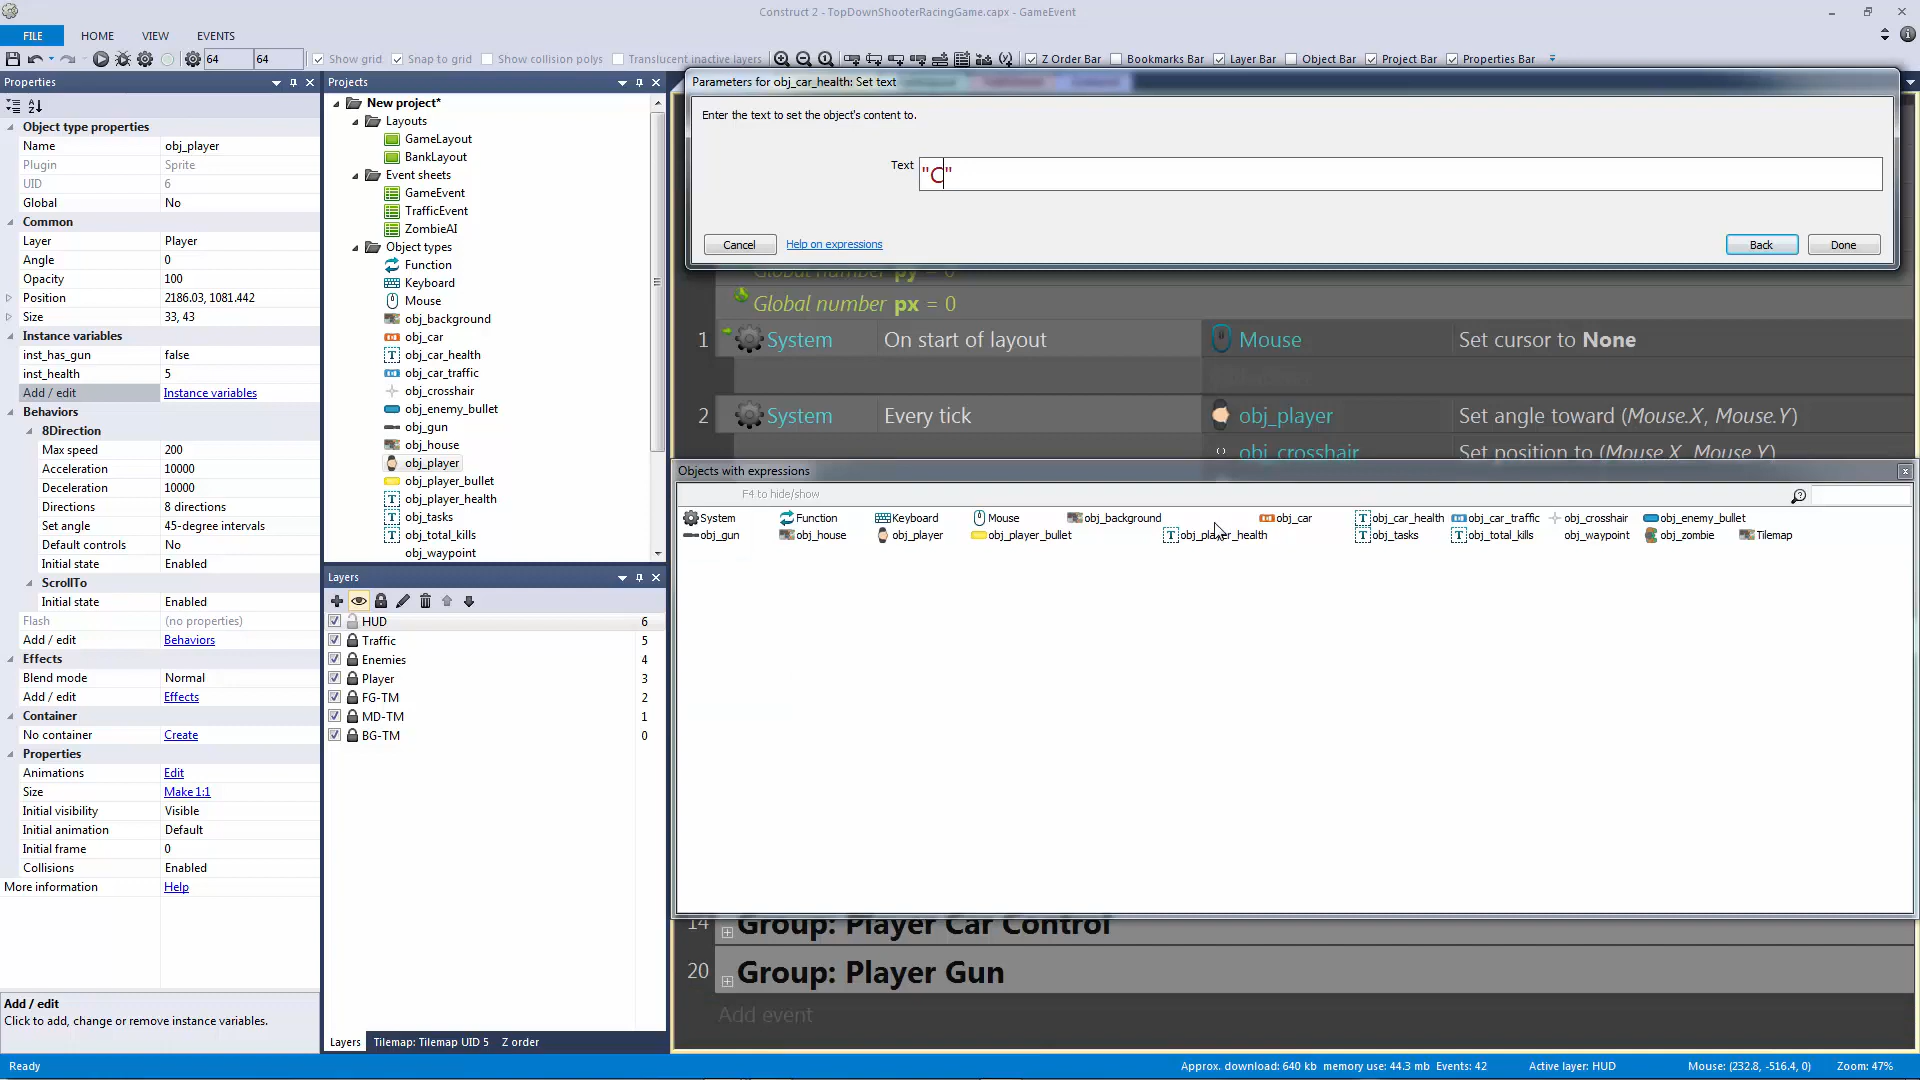 Construct 2 - TopDownShooterRacingGame.capx - GameEvent
FILE HOME VIEW EVENTS
64 64 Show grid Snap to grid Show collision polys Translucent inactive layers Z Order Bar Bookmarks Bar Layer Bar Object Bar Project Bar Properties Bar
Properties
Object type properties
Name obj_player
Plugin Sprite
UID 6
Global No
Common
Layer Player
Angle 0
Opacity 100
Position 2186.03, 1081.442
Size 33, 43
Instance variables
inst_has_gun false
inst_health 5
Add / edit Instance variables
Behaviors
8Direction
Max speed 200
Acceleration 10000
Deceleration 10000
Directions 8 directions
Set angle 45-degree intervals
Default controls No
Initial state Enabled
ScrollTo
Initial state Enabled
Flash (no properties)
Add / edit Behaviors
Effects
Blend mode Normal
Add / edit Effects
Container
No container Create
Properties
Animations Edit
Size Make 1:1
Initial visibility Visible
Initial animation Default
Initial frame 0
Collisions Enabled
More information Help
Add / edit
Click to add, change or remove instance variables.
Projects
New project*
Layouts
GameLayout
BankLayout
Event sheets
GameEvent
TrafficEvent
ZombieAI
Object types
Function
Keyboard
Mouse
obj_background
obj_car
obj_car_health
obj_car_traffic
obj_crosshair
obj_enemy_bullet
obj_gun
obj_house
obj_player
obj_player_bullet
obj_player_health
obj_tasks
obj_total_kills
obj_waypoint
Layers
HUD 6
Traffic 5
Enemies 4
Player 3
FG-TM 2
MD-TM 1
BG-TM 0
Layers Tilemap: Tilemap UID 5 Z order
Parameters for obj_car_health: Set text
Enter the text to set the object's content to.
Text "C"
Cancel Help on expressions Back Done
Global number py = 0
Global number px = 0
1 System On start of layout Mouse Set cursor to None
2 System Every tick obj_player Set angle toward (Mouse.X, Mouse.Y)
obj_crosshair Set position to (Mouse.X, Mouse.Y)
Objects with expressions
F4 to hide/show
System Function Keyboard Mouse obj_background obj_car obj_car_health obj_car_traffic obj_crosshair obj_enemy_bullet
obj_gun obj_house obj_player obj_player_bullet obj_player_health obj_tasks obj_total_kills obj_waypoint obj_zombie Tilemap
14 Group: Player Car Control
20 Group: Player Gun
Add event
Ready Approx. download: 640 kb memory use: 44.3 mb Events: 42 Active layer: HUD Mouse: (232.8, -516.4, 0) Zoom: 47%